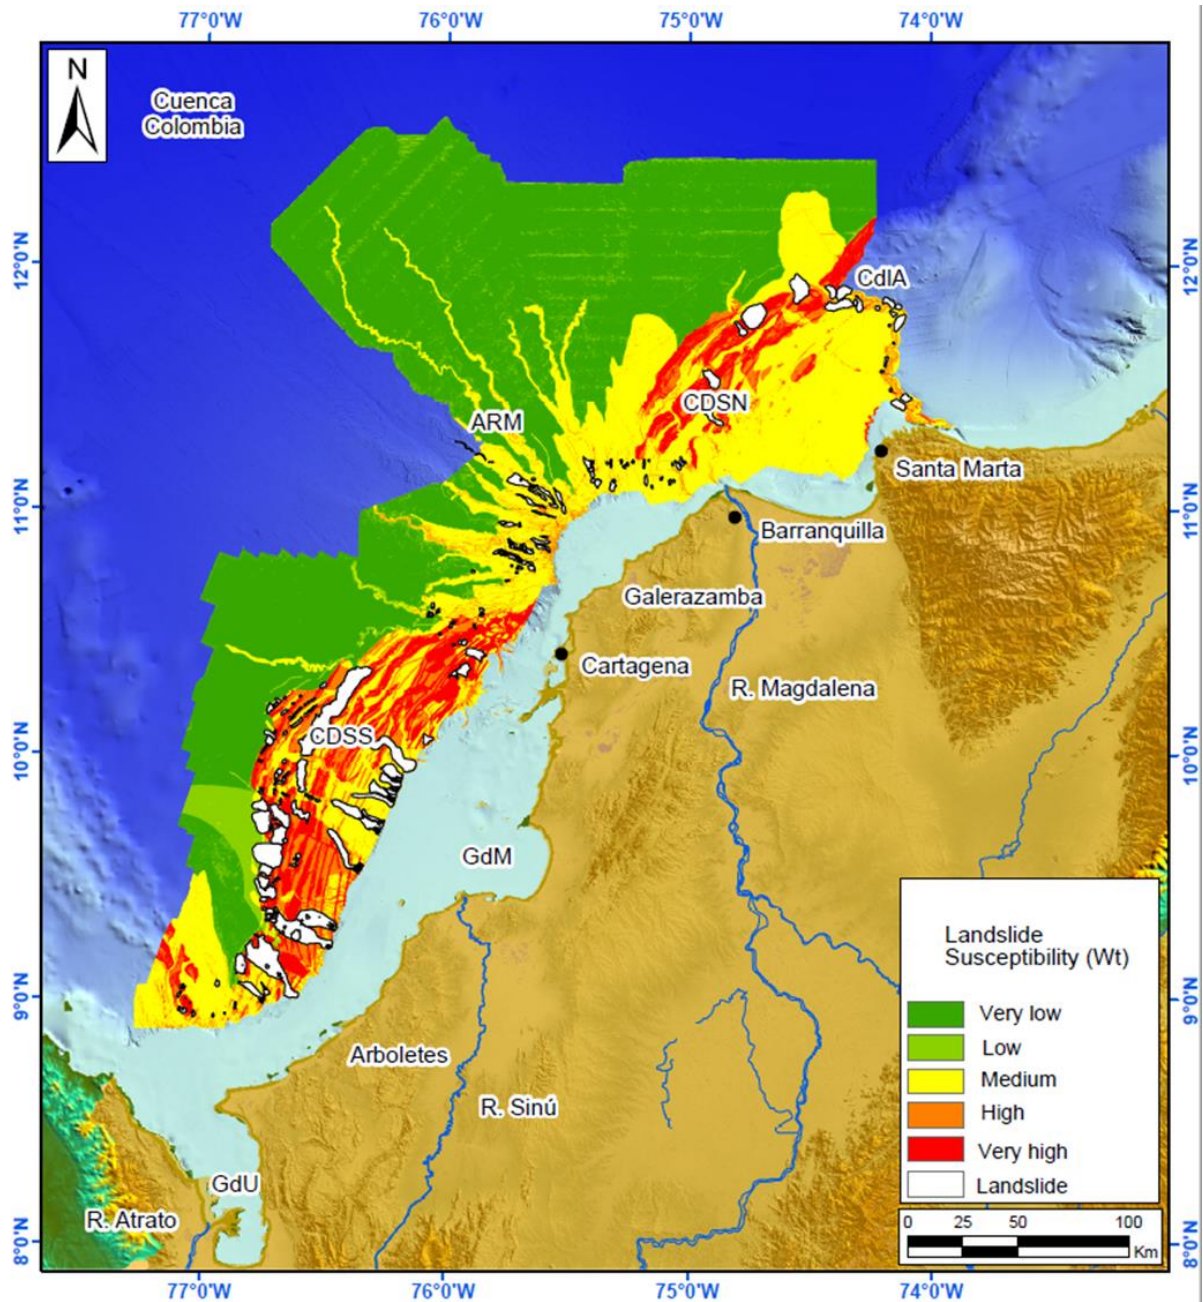 77°0'W
76°0'W
75°0'W
74°0'W
N
Cuenca
Colombia
12°0'N
12°0'N
CdIA
CDSN
ARM
Santa Marta
11°0'N
11°0'N
Barranquilla
Galerazamba
Cartagena
R. Magdalena
CDSS
10°0'N
10°0'N
GdM
Landslide
Susceptibility (Wt)
9°0'N
9°0'N
Very low
Low
Medium
High
Very high
Landslide
Arboletes
R. Sinú
GdU
R. Atrato
0 25 50 100
Km
8°0'N
8°0'N
77°0'W
76°0'W
75°0'W
74°0'W